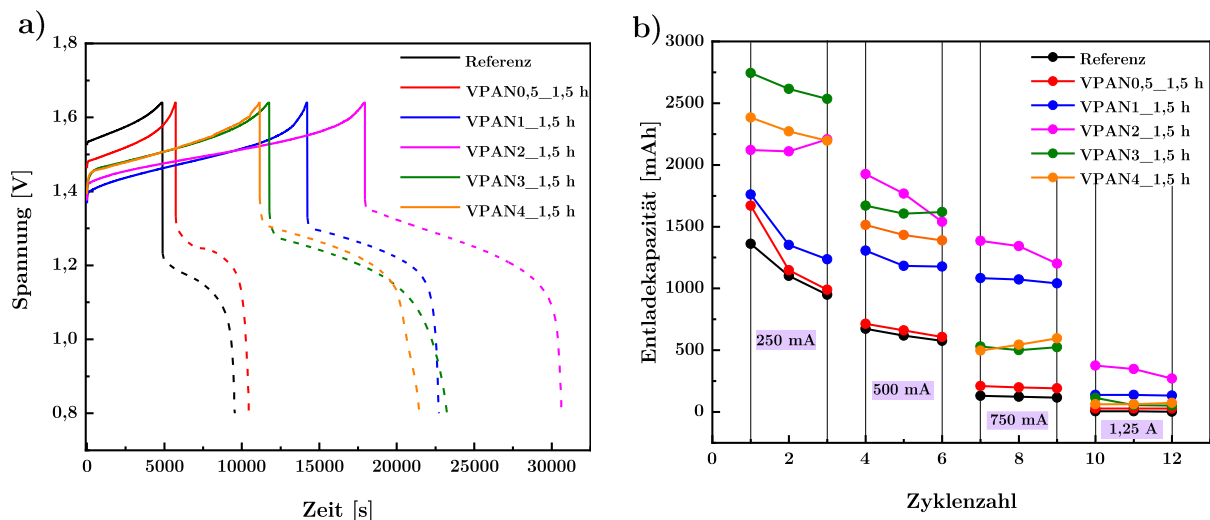 a)
1,8
1,6
1,4
1,2
1,0
0,8
Spannung [V]
0
5000
10000
15000
20000
25000
30000
Zeit [s]
Referenz
VPAN0,5_1,5 h
VPAN1_1,5 h
VPAN2_1,5 h
VPAN3_1,5 h
VPAN4_1,5 h
b)
3000
2500
2000
1500
1000
500
0
Entladekapazität [mAh]
0
2
4
6
8
10
12
Zyklenzahl
Referenz
VPAN0,5_1,5 h
VPAN1_1,5 h
VPAN2_1,5 h
VPAN3_1,5 h
VPAN4_1,5 h
250 mA
500 mA
750 mA
1,25 A